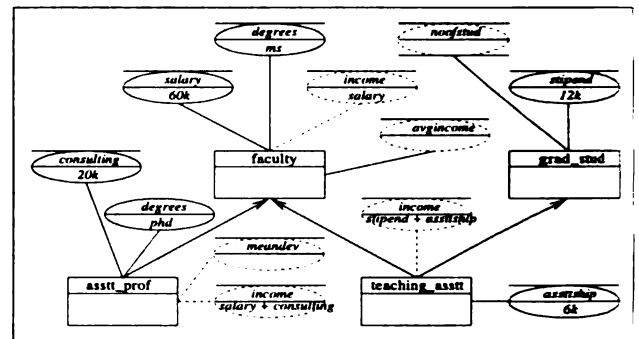 degrees
ms
noofstud
salary
60k
income
salary
stipend
12k
avgincome
consulting
20k
faculty
grad_stud
degrees
phd
income
stipend + asstship
meandev
asstt_prof
income
salary + consulting
teaching_asstt
asstship
6k